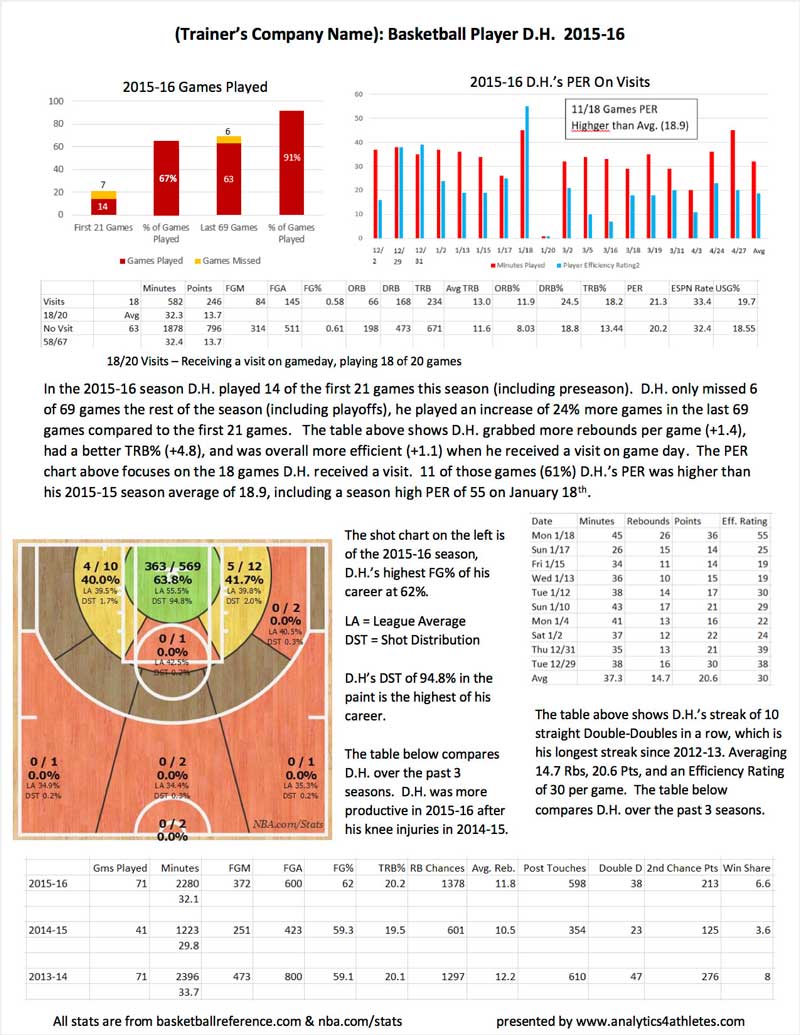 (Trainer's Company Name): Basketball Player D.H. 2015-16
2015-16 Games Played
100
80
60
40
20
0
7
14
67%
6
63
91%
First 21 Games
% of Games Played
Last 69 Games
% of Games Played
Games Played Games Missed
2015-16 D.H.'s PER On Visits
60
50
40
30
20
10
0
11/18 Games PER
Highger than Avg. (18.9)
12/2 12/29 12/31 1/2 1/13 1/15 1/17 1/18 1/20 3/2 3/5 3/16 3/18 3/19 3/31 4/3 4/24 4/27 Avg
Minutes Played Player Efficiency Rating2
Minutes Points FGM FGA FG% ORB DRB TRB Avg TRB ORB% DRB% TRB% PER ESPN Rate USG%
Visits 18 582 246 84 145 0.58 66 168 234 13.0 11.9 24.5 18.2 21.3 33.4 19.7
18/20 Avg 32.3 13.7
No Vsit 63 1878 796 314 511 0.61 198 473 671 11.6 8.03 18.8 13.44 20.2 32.4 18.55
58/67 32.4 13.7
18/20 Visits – Receiving a visit on gameday, playing 18 of 20 games
In the 2015-16 season D.H. played 14 of the first 21 games this season (including preseason). D.H. only missed 6
of 69 games the rest of the season (including playoffs), he played an increase of 24% more games in the last 69
games compared to the first 21 games. The table above shows D.H. grabbed more rebounds per game (+1.4),
had a better TRB% (+4.8), and was overall more efficient (+1.1) when he received a visit on game day. The PER
chart above focuses on the 18 games D.H. received a visit. 11 of those games (61%) D.H.'s PER was higher than
his 2015-15 season average of 18.9, including a season high PER of 55 on January 18th.
4 / 10
40.0%
LA 39.5%
DST 1.7%
363 / 569
63.8%
LA 55.5%
DST 94.8%
5 / 12
41.7%
LA 39.8%
DST 2.0%
0 / 2
0.0%
LA 40.5%
DST 0.3%
0 / 1
0.0%
LA 42.5%
DST 0.2%
0 / 1
0.0%
LA 34.9%
DST 0.2%
0 / 2
0.0%
LA 34.4%
DST 0.3%
0 / 1
0.0%
LA 35.3%
DST 0.2%
0 / 2
0.0%
NBA.com/Stats
The shot chart on the left is
of the 2015-16 season,
D.H.'s highest FG% of his
career at 62%.
LA = League Average
DST = Shot Distribution
D.H's DST of 94.8% in the
paint is the highest of his
career.
The table below compares
D.H. over the past 3
seasons. D.H. was more
productive in 2015-16 after
his knee injuries in 2014-15.
Date Minutes Rebounds Points Eff. Rating
Mon 1/18 45 26 36 55
Sun 1/17 26 15 14 25
Fri 1/15 34 11 14 19
Wed 1/13 36 10 15 19
Tue 1/12 38 14 17 30
Sun 1/10 43 17 21 29
Mon 1/4 41 13 16 22
Sat 1/2 37 12 22 24
Thu 12/31 35 13 21 39
Tue 12/29 38 16 30 38
Avg 37.3 14.7 20.6 30
The table above shows D.H.'s streak of 10
straight Double-Doubles in a row, which is
his longest streak since 2012-13. Averaging
14.7 Rbs, 20.6 Pts, and an Efficiency Rating
of 30 per game. The table below
compares D.H. over the past 3 seasons.
Gms Played Minutes FGM FGA FG% TRB% RB Chances Avg. Reb. Post Touches Double D 2nd Chance Pts Win Share
2015-16 71 2280 372 600 62 20.2 1378 11.8 598 38 213 6.6
32.1
2014-15 41 1223 251 423 59.3 19.5 601 10.5 354 23 125 3.6
29.8
2013-14 71 2396 473 800 59.1 20.1 1297 12.2 610 47 276 8
33.7
All stats are from basketballreference.com & nba.com/stats presented by www.analytics4athletes.com